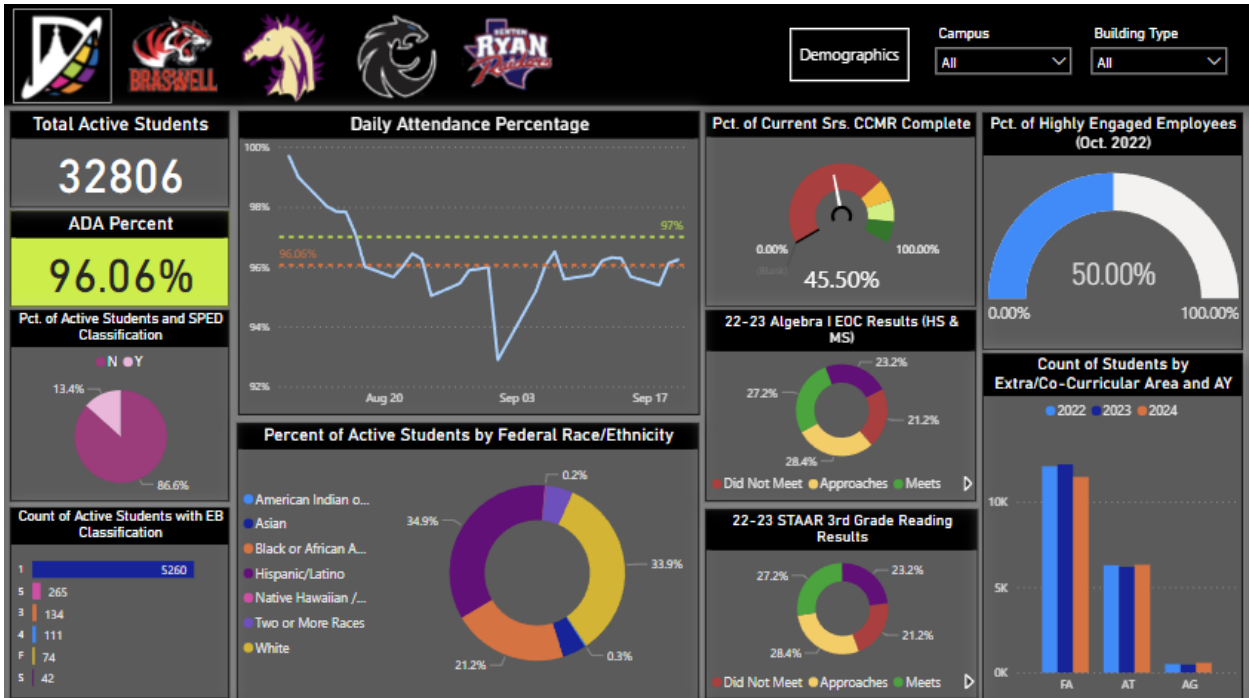 BRASWELL
DENTON
RYAN
Raiders
Demographics
Campus
All
Building Type
All
Total Active Students
32806
ADA Percent
96.06%
Pct. of Active Students and SPED
Classification
N Y
13.4%
86.6%
Count of Active Students with EB
Classification
1 5260
5 265
3 134
4 111
F 74
S 42
Daily Attendance Percentage
100%
98%
97%
96.06%
96%
94%
92%
Aug 20 Sep 03 Sep 17
Percent of Active Students by Federal Race/Ethnicity
American Indian o...
Asian
Black or African A...
Hispanic/Latino
Native Hawaiian /...
Two or More Races
White
0.2%
34.9%
33.9%
21.2%
0.3%
Pct. of Current Srs. CCMR Complete
0.00%
(Blank)
100.00%
45.50%
22-23 Algebra I EOC Results (HS &
MS)
23.2%
27.2%
21.2%
28.4%
Did Not Meet Approaches Meets
22-23 STAAR 3rd Grade Reading
Results
27.2%
23.2%
21.2%
28.4%
Did Not Meet Approaches Meets
Pct. of Highly Engaged Employees
(Oct. 2022)
50.00%
0.00%
100.00%
Count of Students by
Extra/Co-Curricular Area and AY
2022 2023 2024
10K
5K
0K
FA AT AG